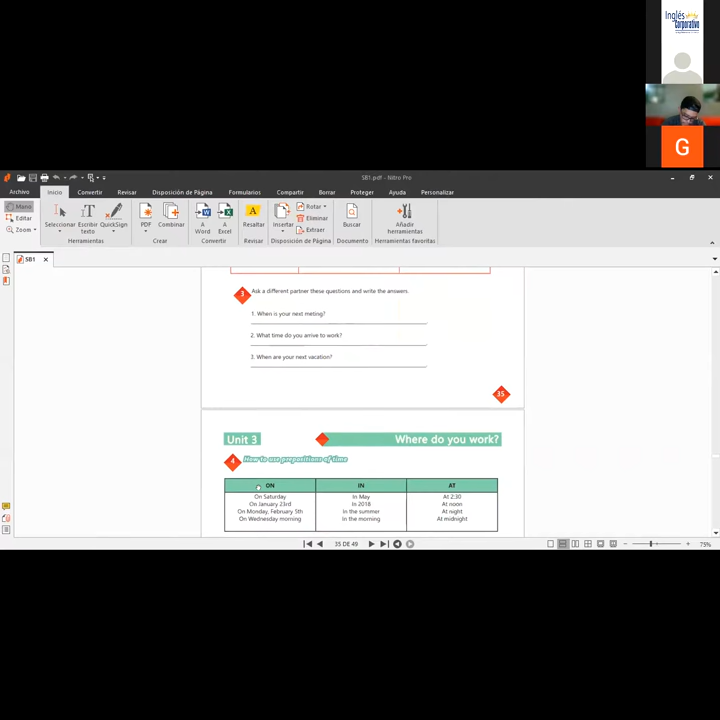 Inglés
Corporativo
G
SB1.pdf - Nitro Pro
Archivo Inicio Convertir Revisar Disposición de Página Formularios Compartir Borrar Proteger Ayuda Personalizar
Mano
Editar
Zoom
Seleccionar
Escribir texto
QuickSign
Herramientas
PDF
Combinar
Crear
A Word
A Excel
Convertir
Resaltar
Revisar
Insertar
Rotar
Eliminar
Extraer
Disposición de Página
Buscar
Documento
Añadir herramientas
Herramientas favoritas
SB1
3 Ask a different partner these questions and write the answers.
1. When is your next meting?
2. What time do you arrive to work?
3. When are your next vacation?
35
Unit 3 Where do you work?
4 How to use prepositions of time
ON IN AT
On Saturday In May At 2:30
On January 23rd In 2018 At noon
On Monday, February 5th In the summer At night
On Wednesday morning In the morning At midnight
35 DE 49
75%